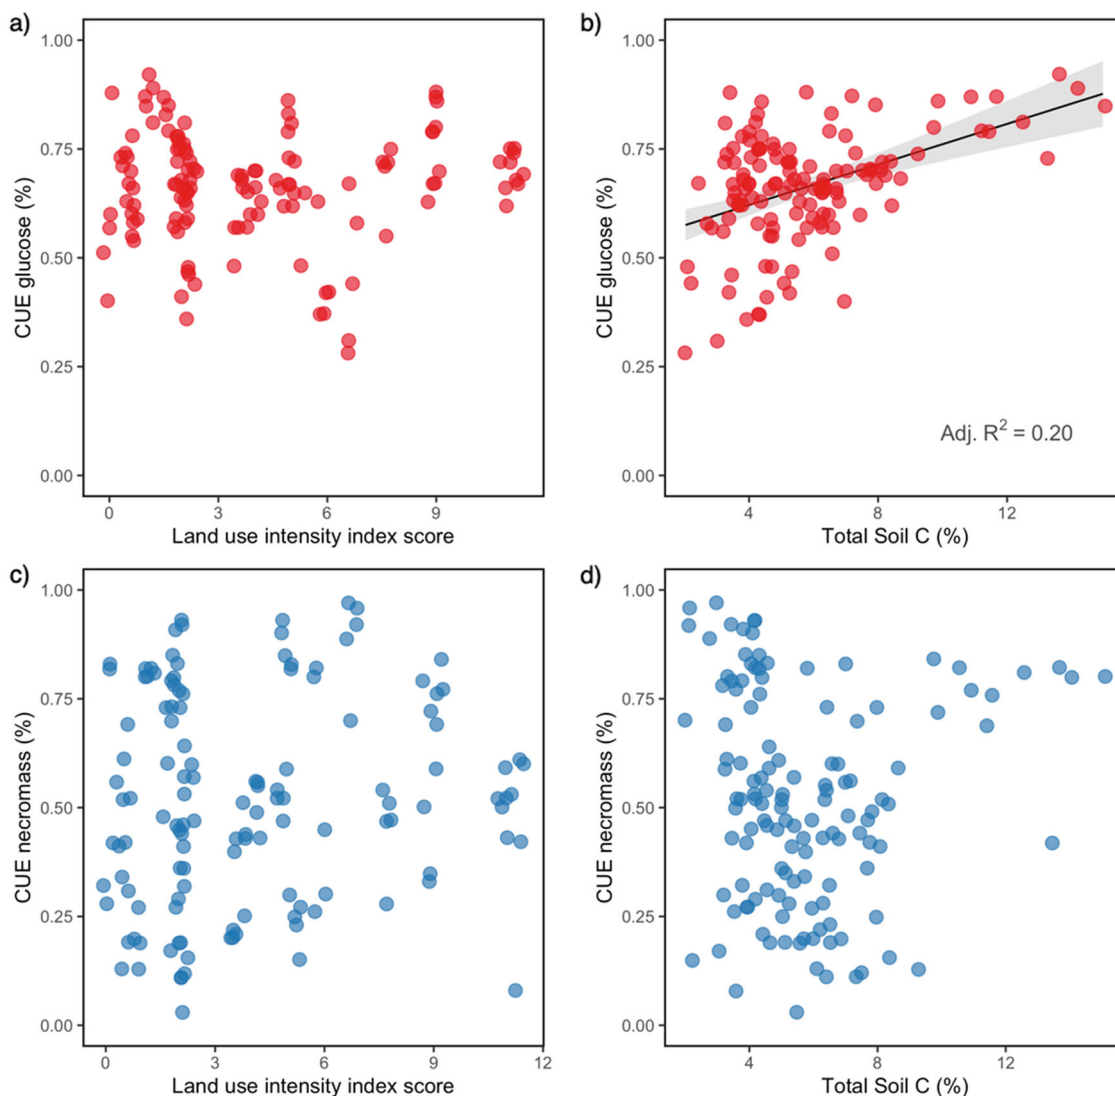 a)
1.00
0.75
0.50
0.25
0.00
CUE glucose (%)
0 3 6 9
Land use intensity index score
b)
1.00
0.75
0.50
0.25
0.00
CUE glucose (%)
Adj. R² = 0.20
4 8 12
Total Soil C (%)
c)
1.00
0.75
0.50
0.25
0.00
CUE necromass (%)
0 3 6 9 12
Land use intensity index score
d)
1.00
0.75
0.50
0.25
0.00
CUE necromass (%)
4 8 12
Total Soil C (%)